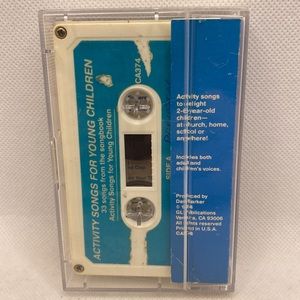 ACTIVITY SONGS FOR YOUNG CHILDREN
33 songs from the songbook
Activity Songs for Young Children
CA374
SIDE A
Activity songs
to delight
2-6-year-old
children—
at church, home,
school or
anywhere!
Includes both
adult and
children's voices.
Produced by
Dan Barker
GL Publications
Ventura, CA 93006
All rights reserved
Printed in U.S.A.